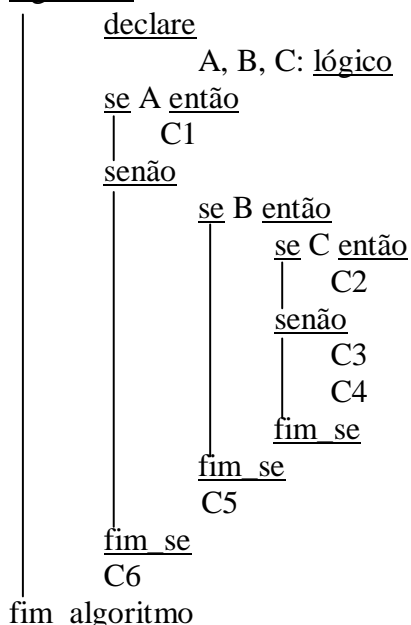 declare
A, B, C: lógico
se A então
C1
senão
se B então
se C então
C2
senão
C3
C4
fim_se
fim_se
C5
fim_se
C6
fim_algoritmo